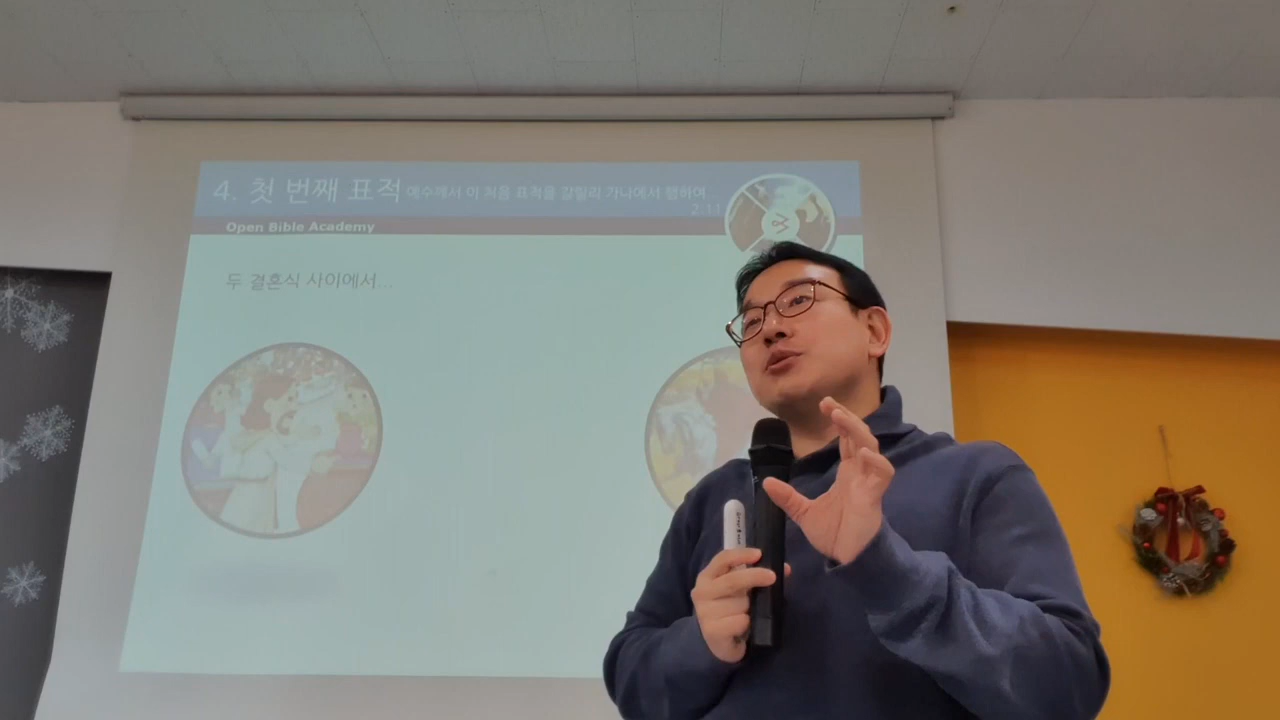 4. 첫 번째 표적 예수께서 이 처음 표적을 갈릴리 가나에서 행하여
2:11
Open Bible Academy
두 결혼식 사이에서...